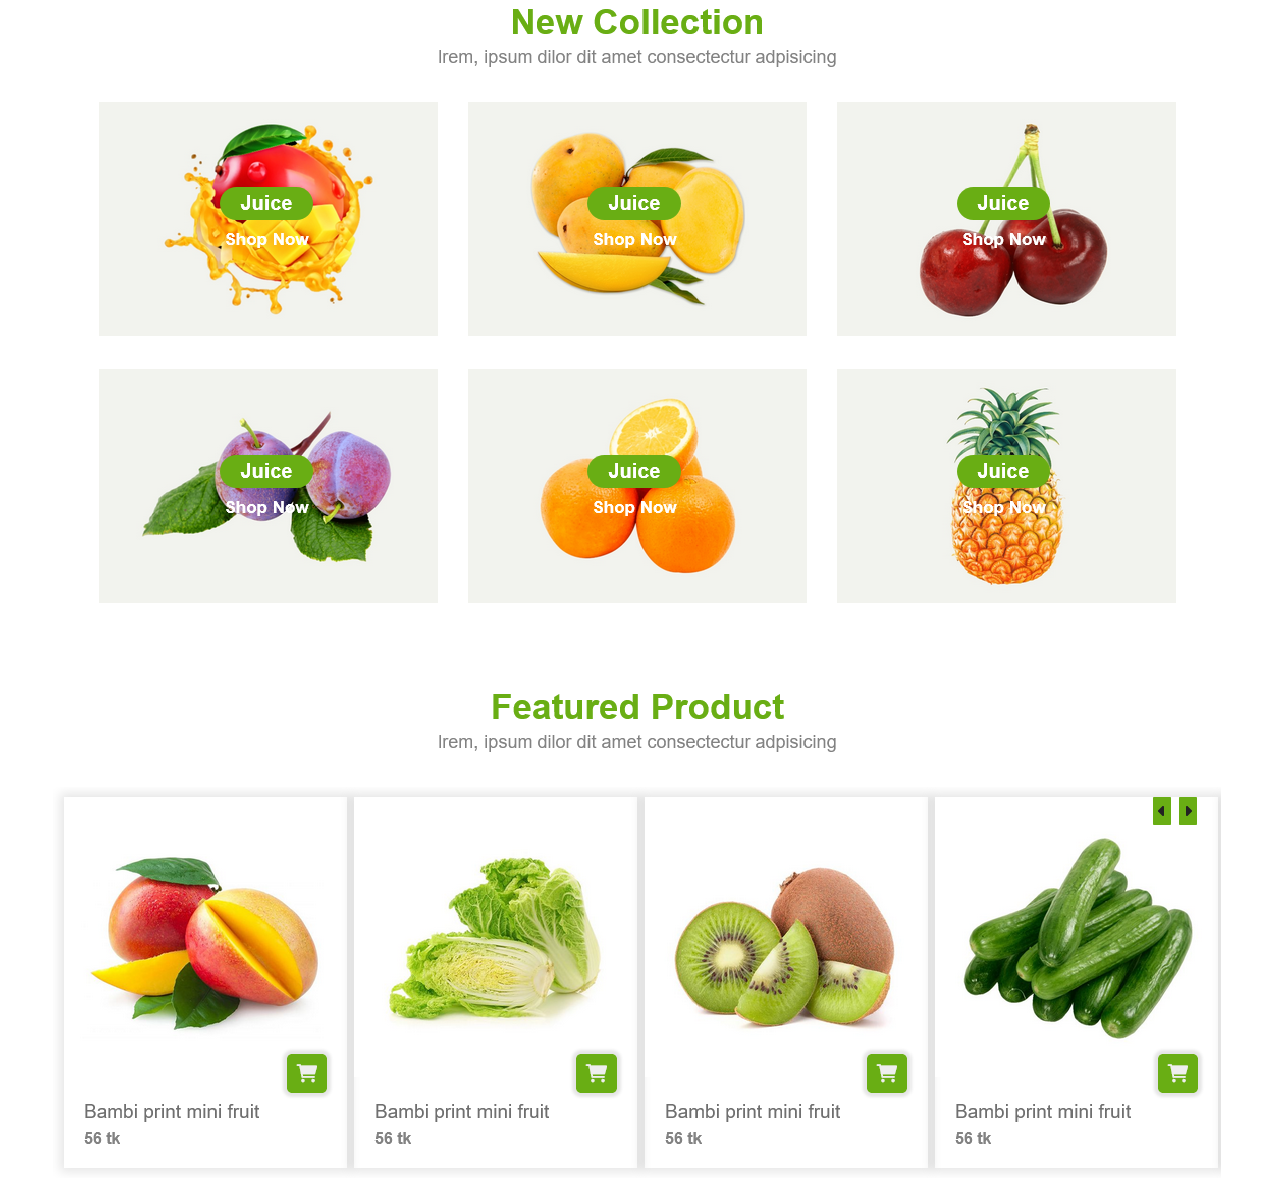 New Collection
lrem, ipsum dilor dit amet consectectur adpisicing
Juice
Shop Now
Juice
Shop Now
Juice
Shop Now
Juice
Shop Now
Juice
Shop Now
Juice
Shop Now
Featured Product
lrem, ipsum dilor dit amet consectectur adpisicing
Bambi print mini fruit
56 tk
Bambi print mini fruit
56 tk
Bambi print mini fruit
56 tk
Bambi print mini fruit
56 tk